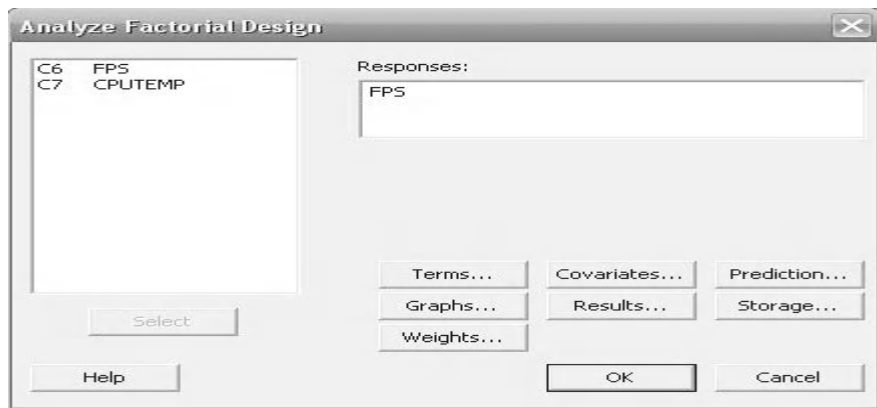 Analyze Factorial Design
C6 FPS
C7 CPUTEMP
Responses:
FPS
Terms... Covariates... Prediction...
Select
Graphs... Results... Storage...
Weights...
Help
OK Cancel